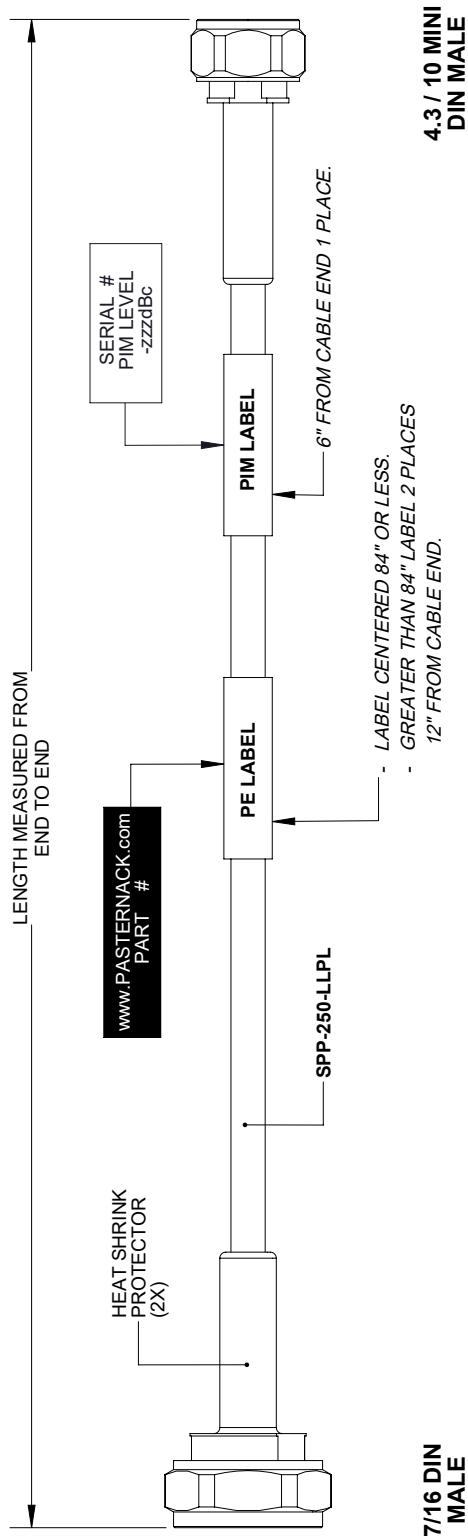 LENGTH MEASURED FROM
END TO END
HEAT SHRINK
PROTECTOR
(2X)
www.PASTERNACK.com
PART #
SERIAL #
PIM LEVEL
-zzzdBc
PE LABEL
PIM LABEL
SPP-250-LLPL
6" FROM CABLE END 1 PLACE.
- LABEL CENTERED 84" OR LESS.
- GREATER THAN 84" LABEL 2 PLACES
12" FROM CABLE END.
7/16 DIN
MALE
4.3 / 10 MINI
DIN MALE